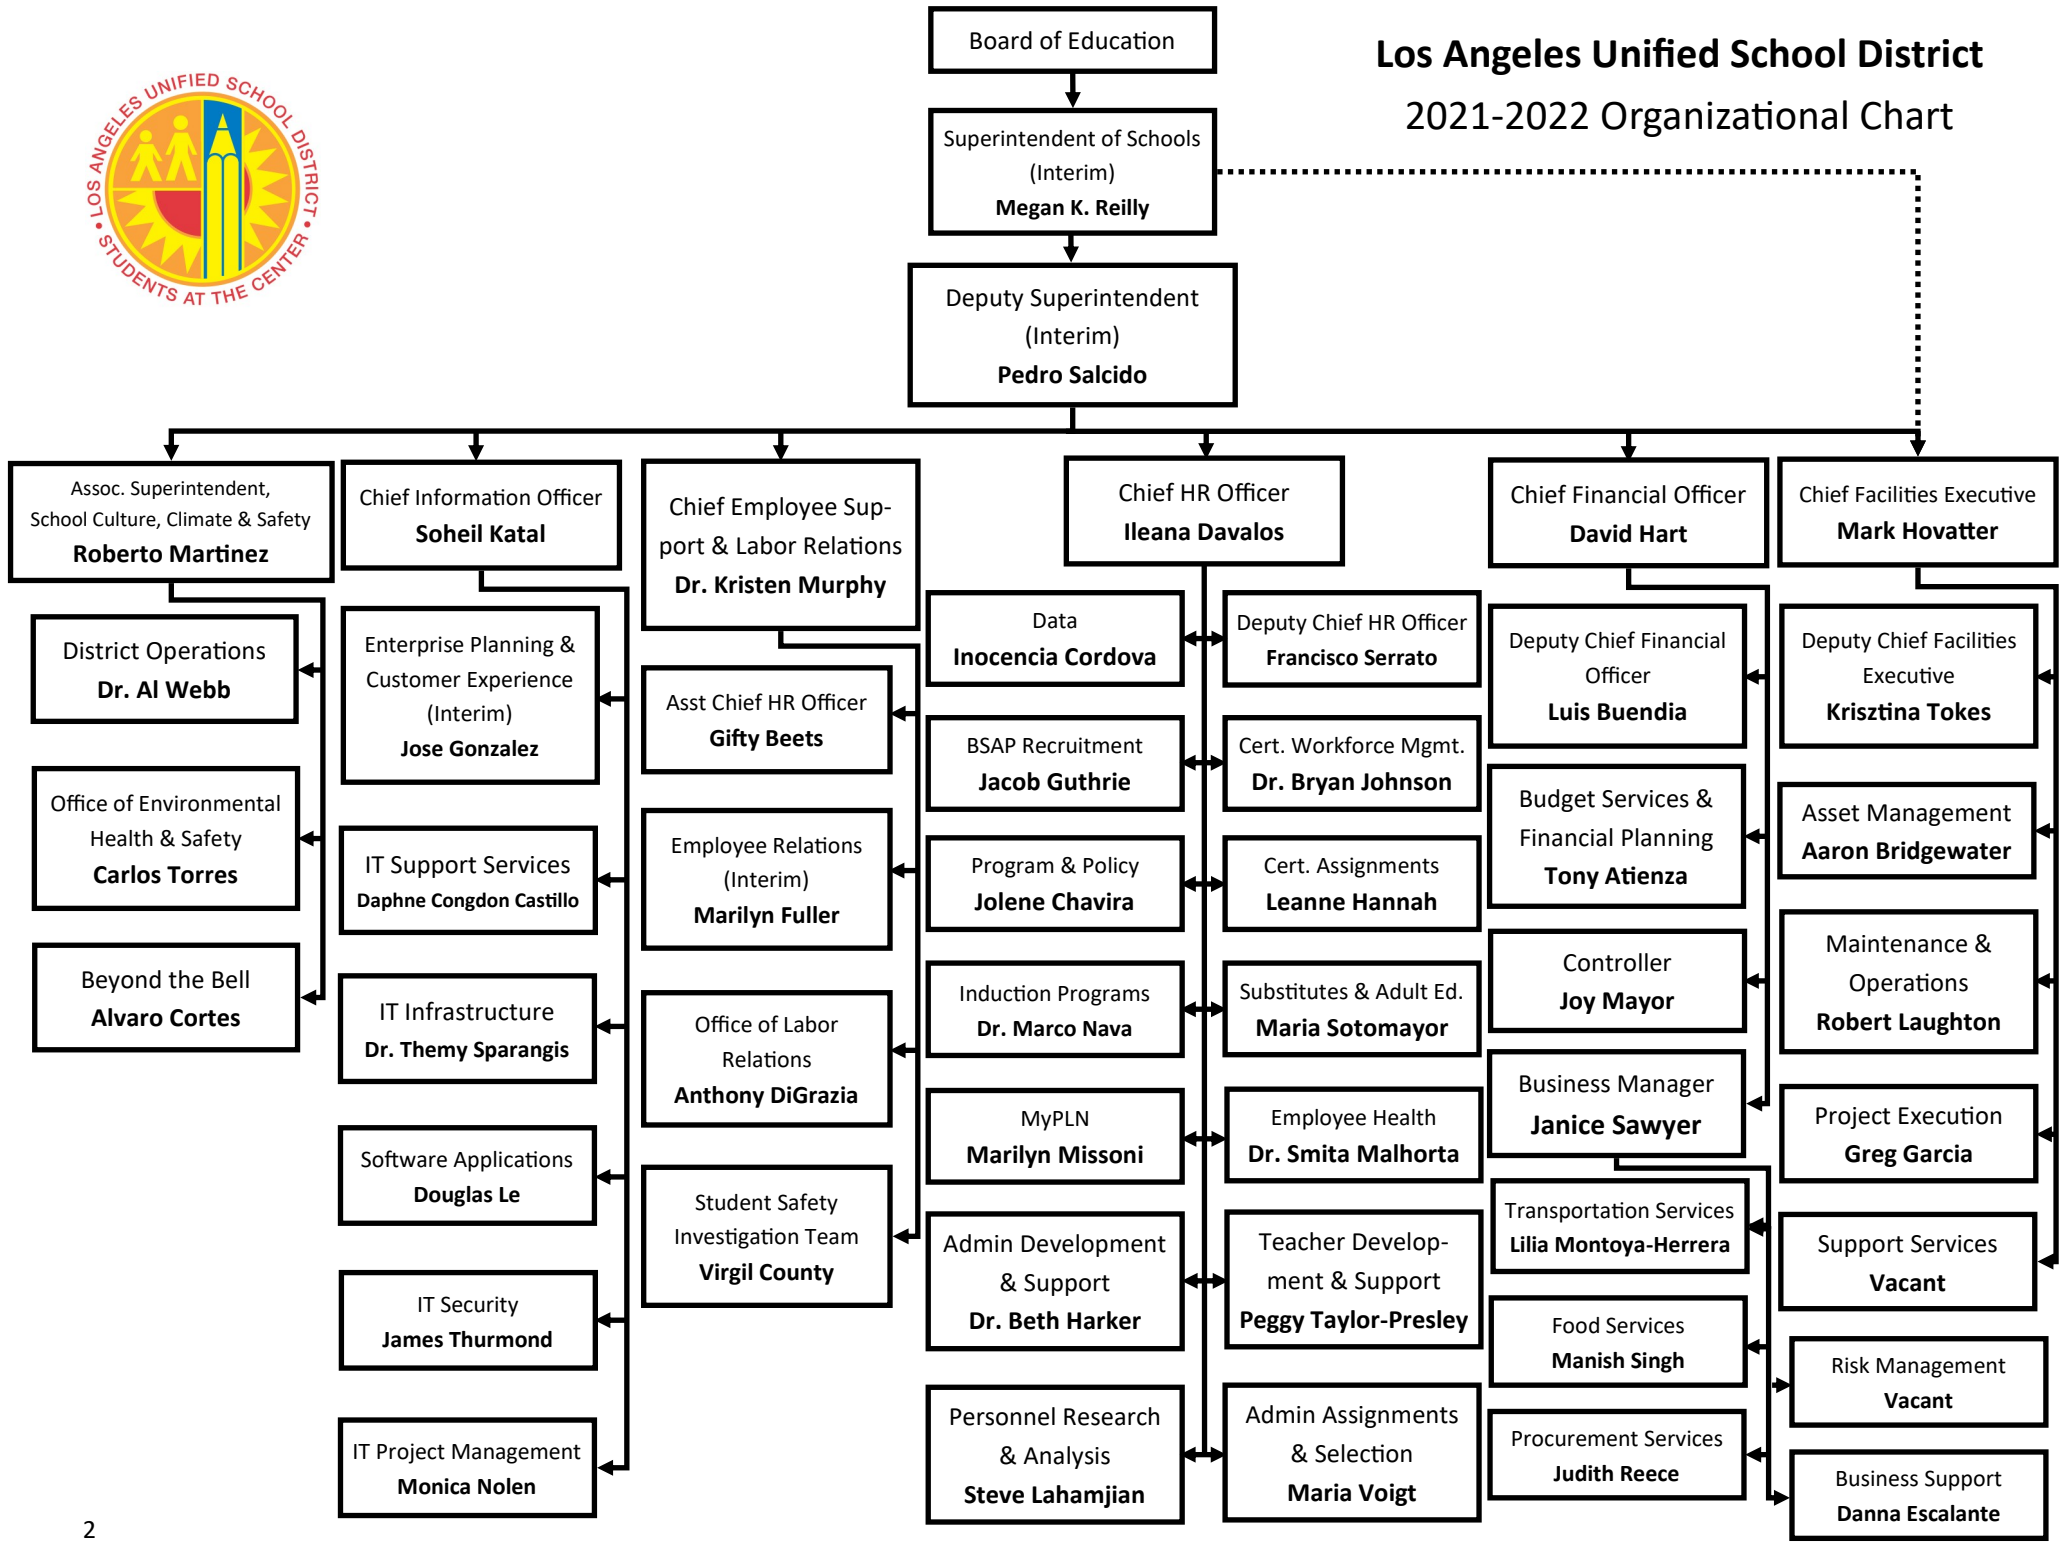 Board of Education
Los Angeles Unified School District
2021-2022 Organizational Chart
LOS ANGELES UNIFIED SCHOOL DISTRICT • STUDENTS AT THE CENTER •
Superintendent of Schools
(Interim)
Megan K. Reilly
Deputy Superintendent
(Interim)
Pedro Salcido
Assoc. Superintendent,
School Culture, Climate & Safety
Roberto Martinez
District Operations
Dr. Al Webb
Office of Environmental
Health & Safety
Carlos Torres
Beyond the Bell
Alvaro Cortes
Chief Information Officer
Soheil Katal
Enterprise Planning &
Customer Experience
(Interim)
Jose Gonzalez
IT Support Services
Daphne Congdon Castillo
IT Infrastructure
Dr. Themy Sparangis
Software Applications
Douglas Le
IT Security
James Thurmond
IT Project Management
Monica Nolen
Chief Employee Sup-
port & Labor Relations
Dr. Kristen Murphy
Asst Chief HR Officer
Gifty Beets
Employee Relations
(Interim)
Marilyn Fuller
Office of Labor
Relations
Anthony DiGrazia
Student Safety
Investigation Team
Virgil County
Chief HR Officer
Ileana Davalos
Data
Inocencia Cordova
Deputy Chief HR Officer
Francisco Serrato
BSAP Recruitment
Jacob Guthrie
Cert. Workforce Mgmt.
Dr. Bryan Johnson
Program & Policy
Jolene Chavira
Cert. Assignments
Leanne Hannah
Induction Programs
Dr. Marco Nava
Substitutes & Adult Ed.
Maria Sotomayor
MyPLN
Marilyn Missoni
Employee Health
Dr. Smita Malhorta
Admin Development
& Support
Dr. Beth Harker
Teacher Develop-
ment & Support
Peggy Taylor-Presley
Personnel Research
& Analysis
Steve Lahamjian
Admin Assignments
& Selection
Maria Voigt
Chief Financial Officer
David Hart
Deputy Chief Financial
Officer
Luis Buendia
Budget Services &
Financial Planning
Tony Atienza
Controller
Joy Mayor
Business Manager
Janice Sawyer
Transportation Services
Lilia Montoya-Herrera
Food Services
Manish Singh
Procurement Services
Judith Reece
Chief Facilities Executive
Mark Hovatter
Deputy Chief Facilities
Executive
Krisztina Tokes
Asset Management
Aaron Bridgewater
Maintenance &
Operations
Robert Laughton
Project Execution
Greg Garcia
Support Services
Vacant
Risk Management
Vacant
Business Support
Danna Escalante
2